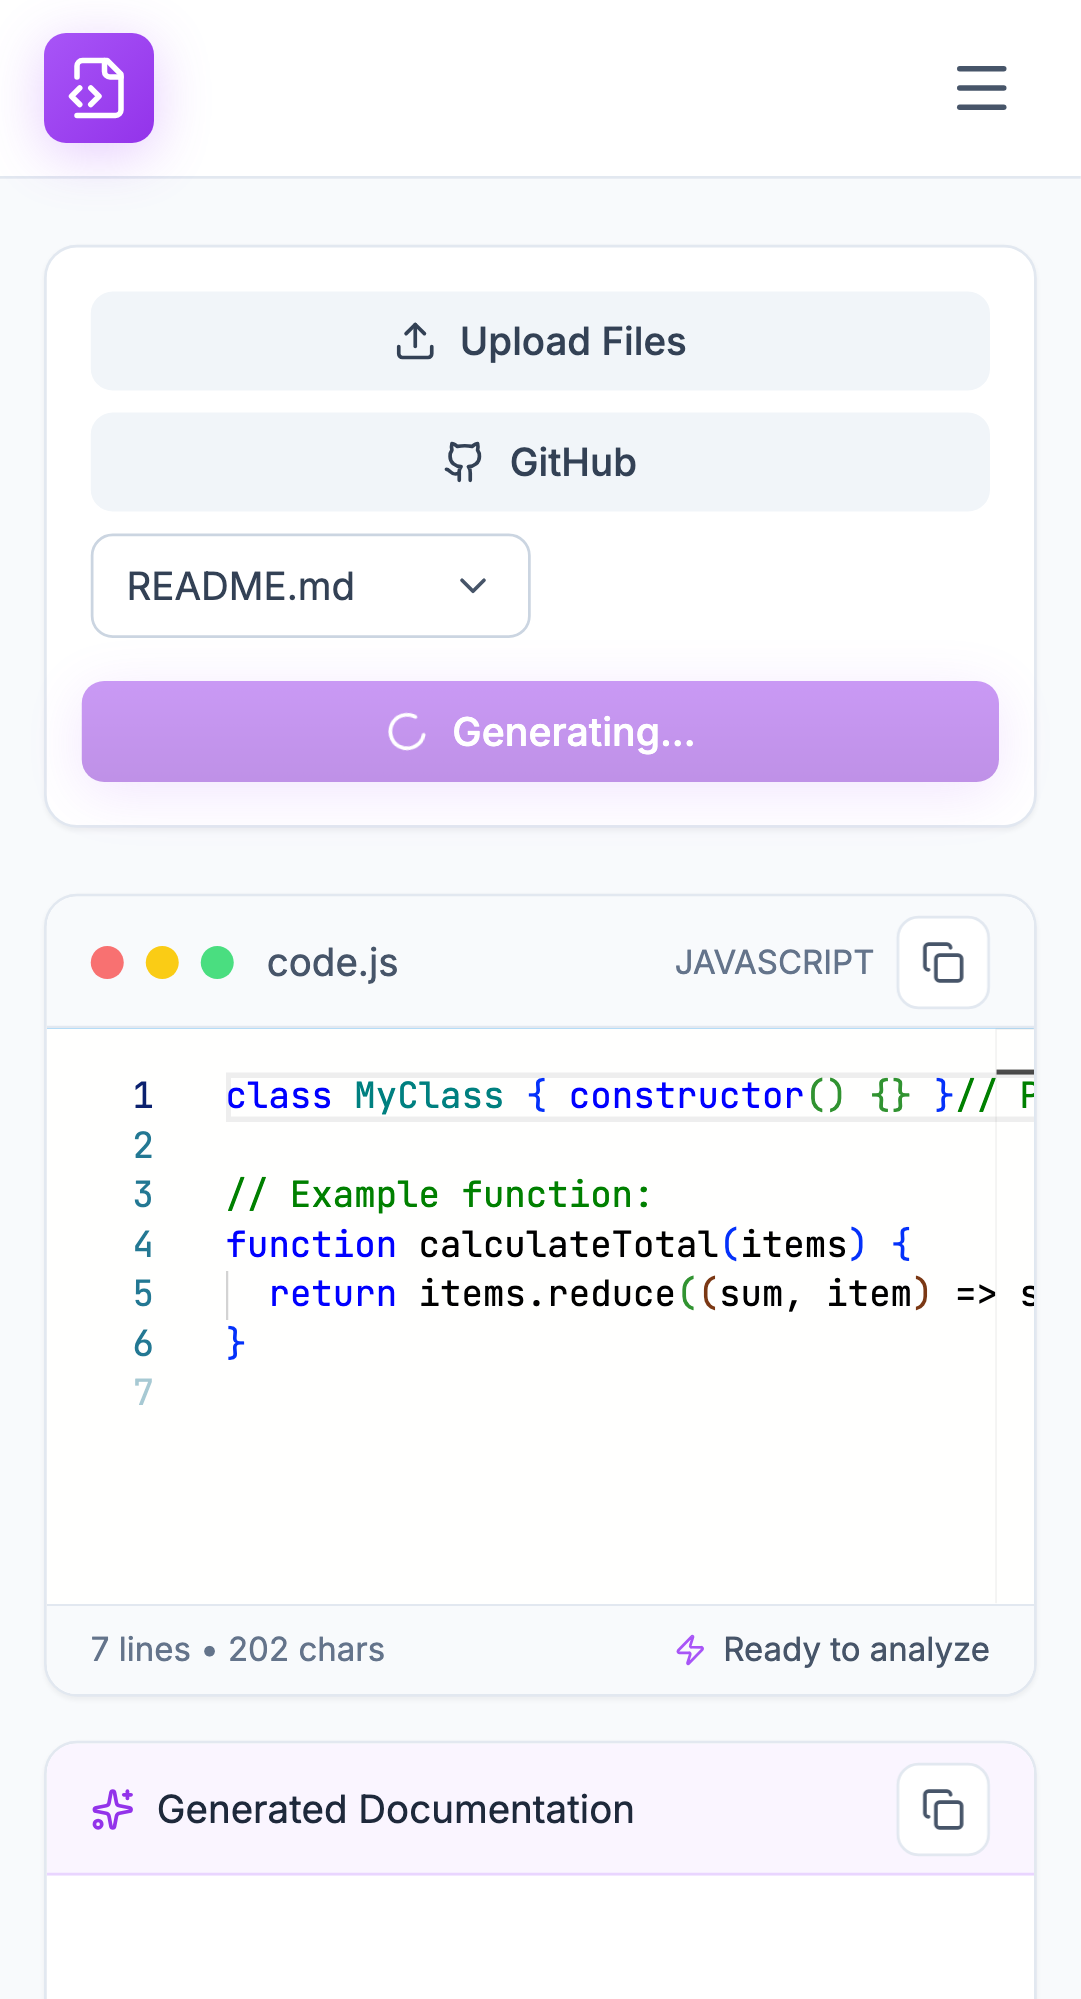 Upload Files
GitHub
README.md
Generating...
code.js
JAVASCRIPT
1 class MyClass { constructor() {} }//
2
3 // Example function:
4 function calculateTotal(items) {
5 return items.reduce((sum, item) => s
6 }
7
7 lines • 202 chars
Ready to analyze
Generated Documentation